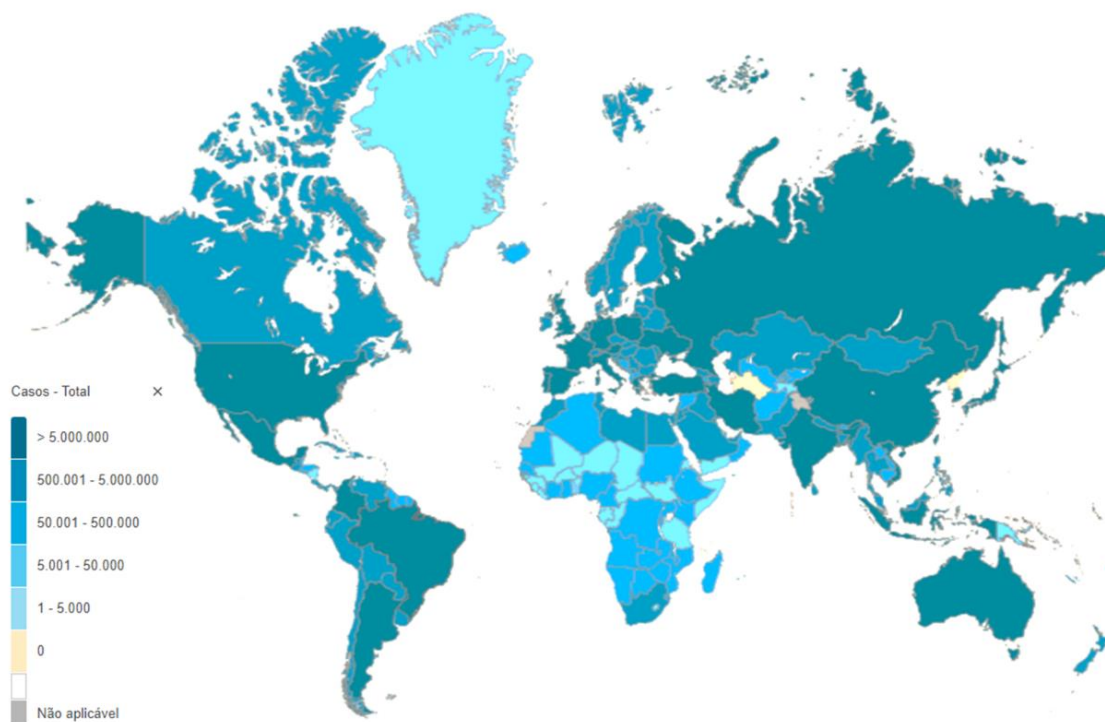 Casos - Total ×
> 5.000.000
500.001 - 5.000.000
50.001 - 500.000
5.001 - 50.000
1 - 5.000
0
Não aplicável